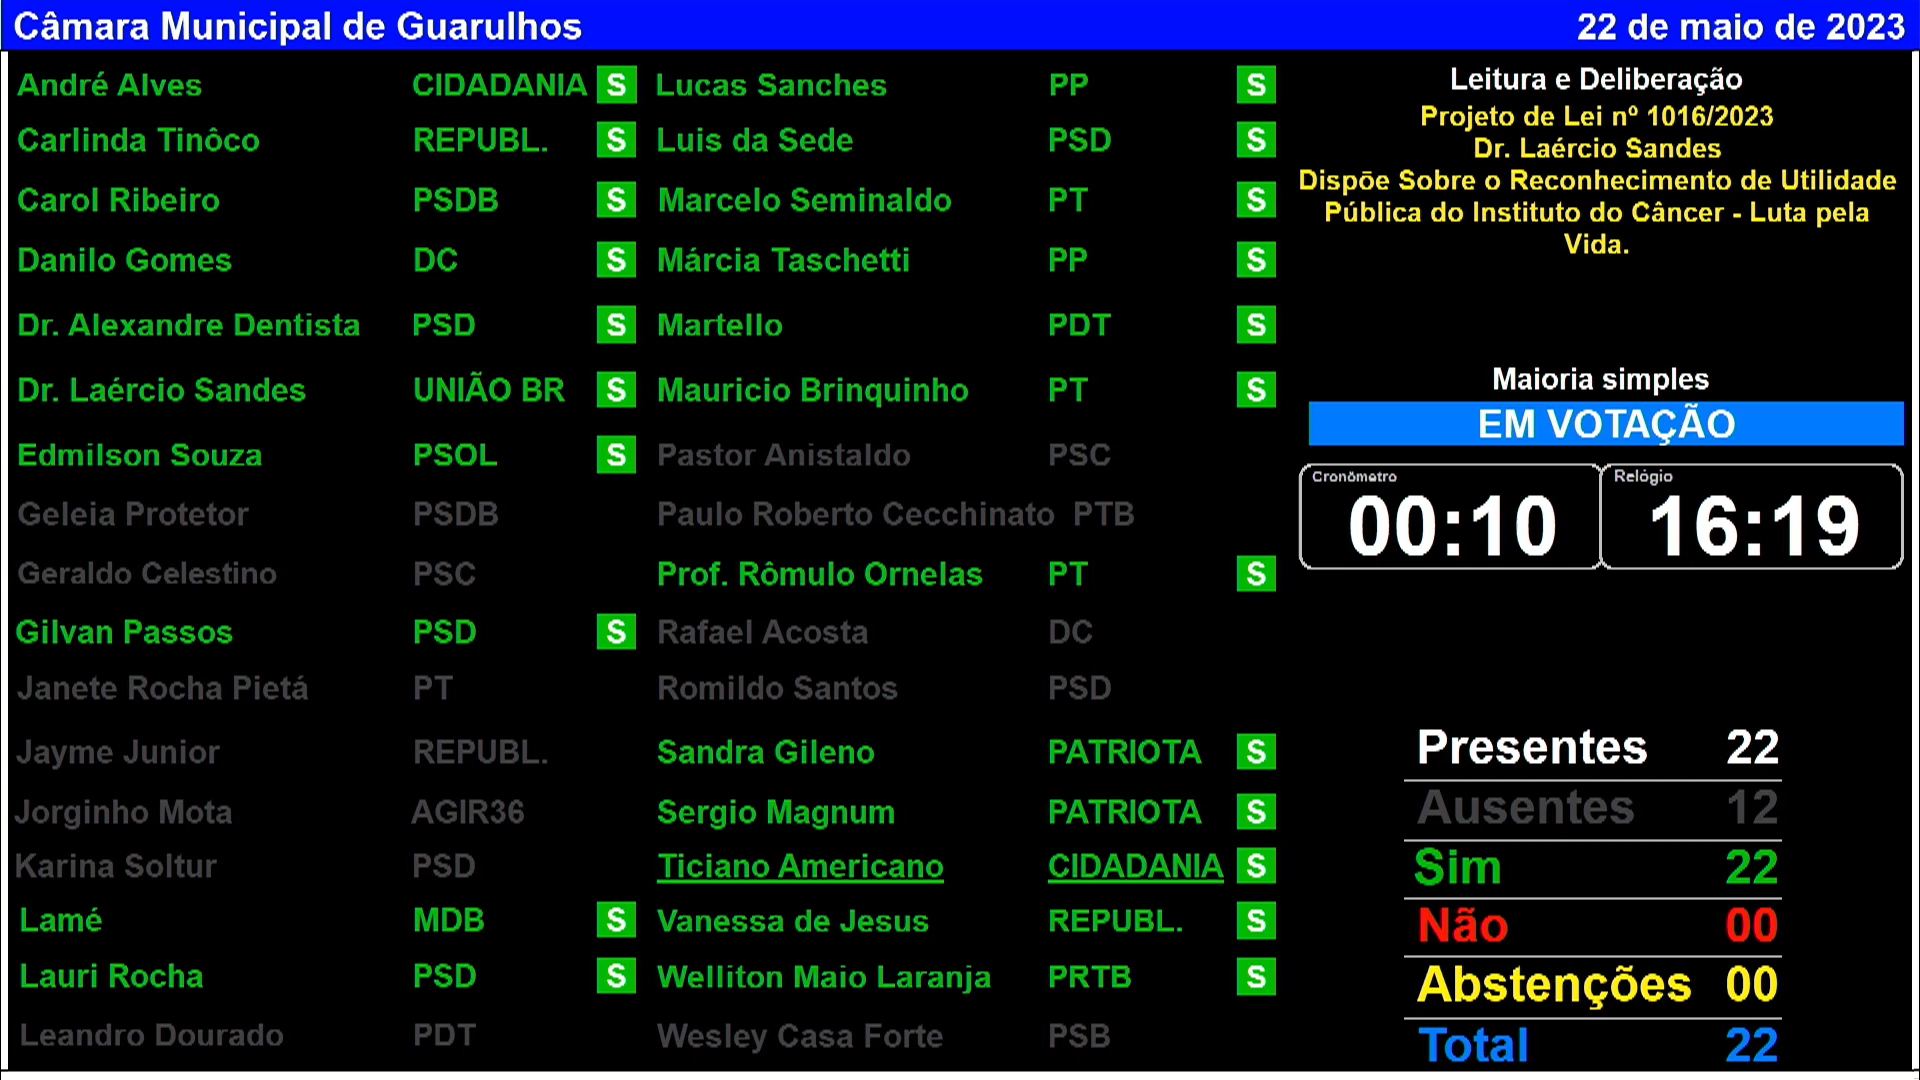 Câmara Municipal de Guarulhos 22 de maio de 2023
André Alves CIDADANIA S Lucas Sanches PP S
Carlinda Tinôco REPUBL. S Luis da Sede PSD S
Carol Ribeiro PSDB S Marcelo Seminaldo PT S
Danilo Gomes DC S Márcia Taschetti PP S
Dr. Alexandre Dentista PSD S Martello PDT S
Dr. Laércio Sandes UNIÃO BR S Mauricio Brinquinho PT S
Edmilson Souza PSOL S Pastor Anistaldo PSC
Geleia Protetor PSDB Paulo Roberto Cecchinato PTB
Geraldo Celestino PSC Prof. Rômulo Ornelas PT S
Gilvan Passos PSD S Rafael Acosta DC
Janete Rocha Pietá PT Romildo Santos PSD
Jayme Junior REPUBL. Sandra Gileno PATRIOTA S
Jorginho Mota AGIR36 Sergio Magnum PATRIOTA S
Karina Soltur PSD Ticiano Americano CIDADANIA S
Lamé MDB S Vanessa de Jesus REPUBL. S
Lauri Rocha PSD S Welliton Maio Laranja PRTB S
Leandro Dourado PDT Wesley Casa Forte PSB
Leitura e Deliberação
Projeto de Lei nº 1016/2023
Dr. Laércio Sandes
Dispõe Sobre o Reconhecimento de Utilidade
Pública do Instituto do Câncer - Luta pela
Vida.
Maioria simples
EM VOTAÇÃO
Cronômetro Relógio
00:10 16:19
Presentes 22
Ausentes 12
Sim 22
Não 00
Abstenções 00
Total 22